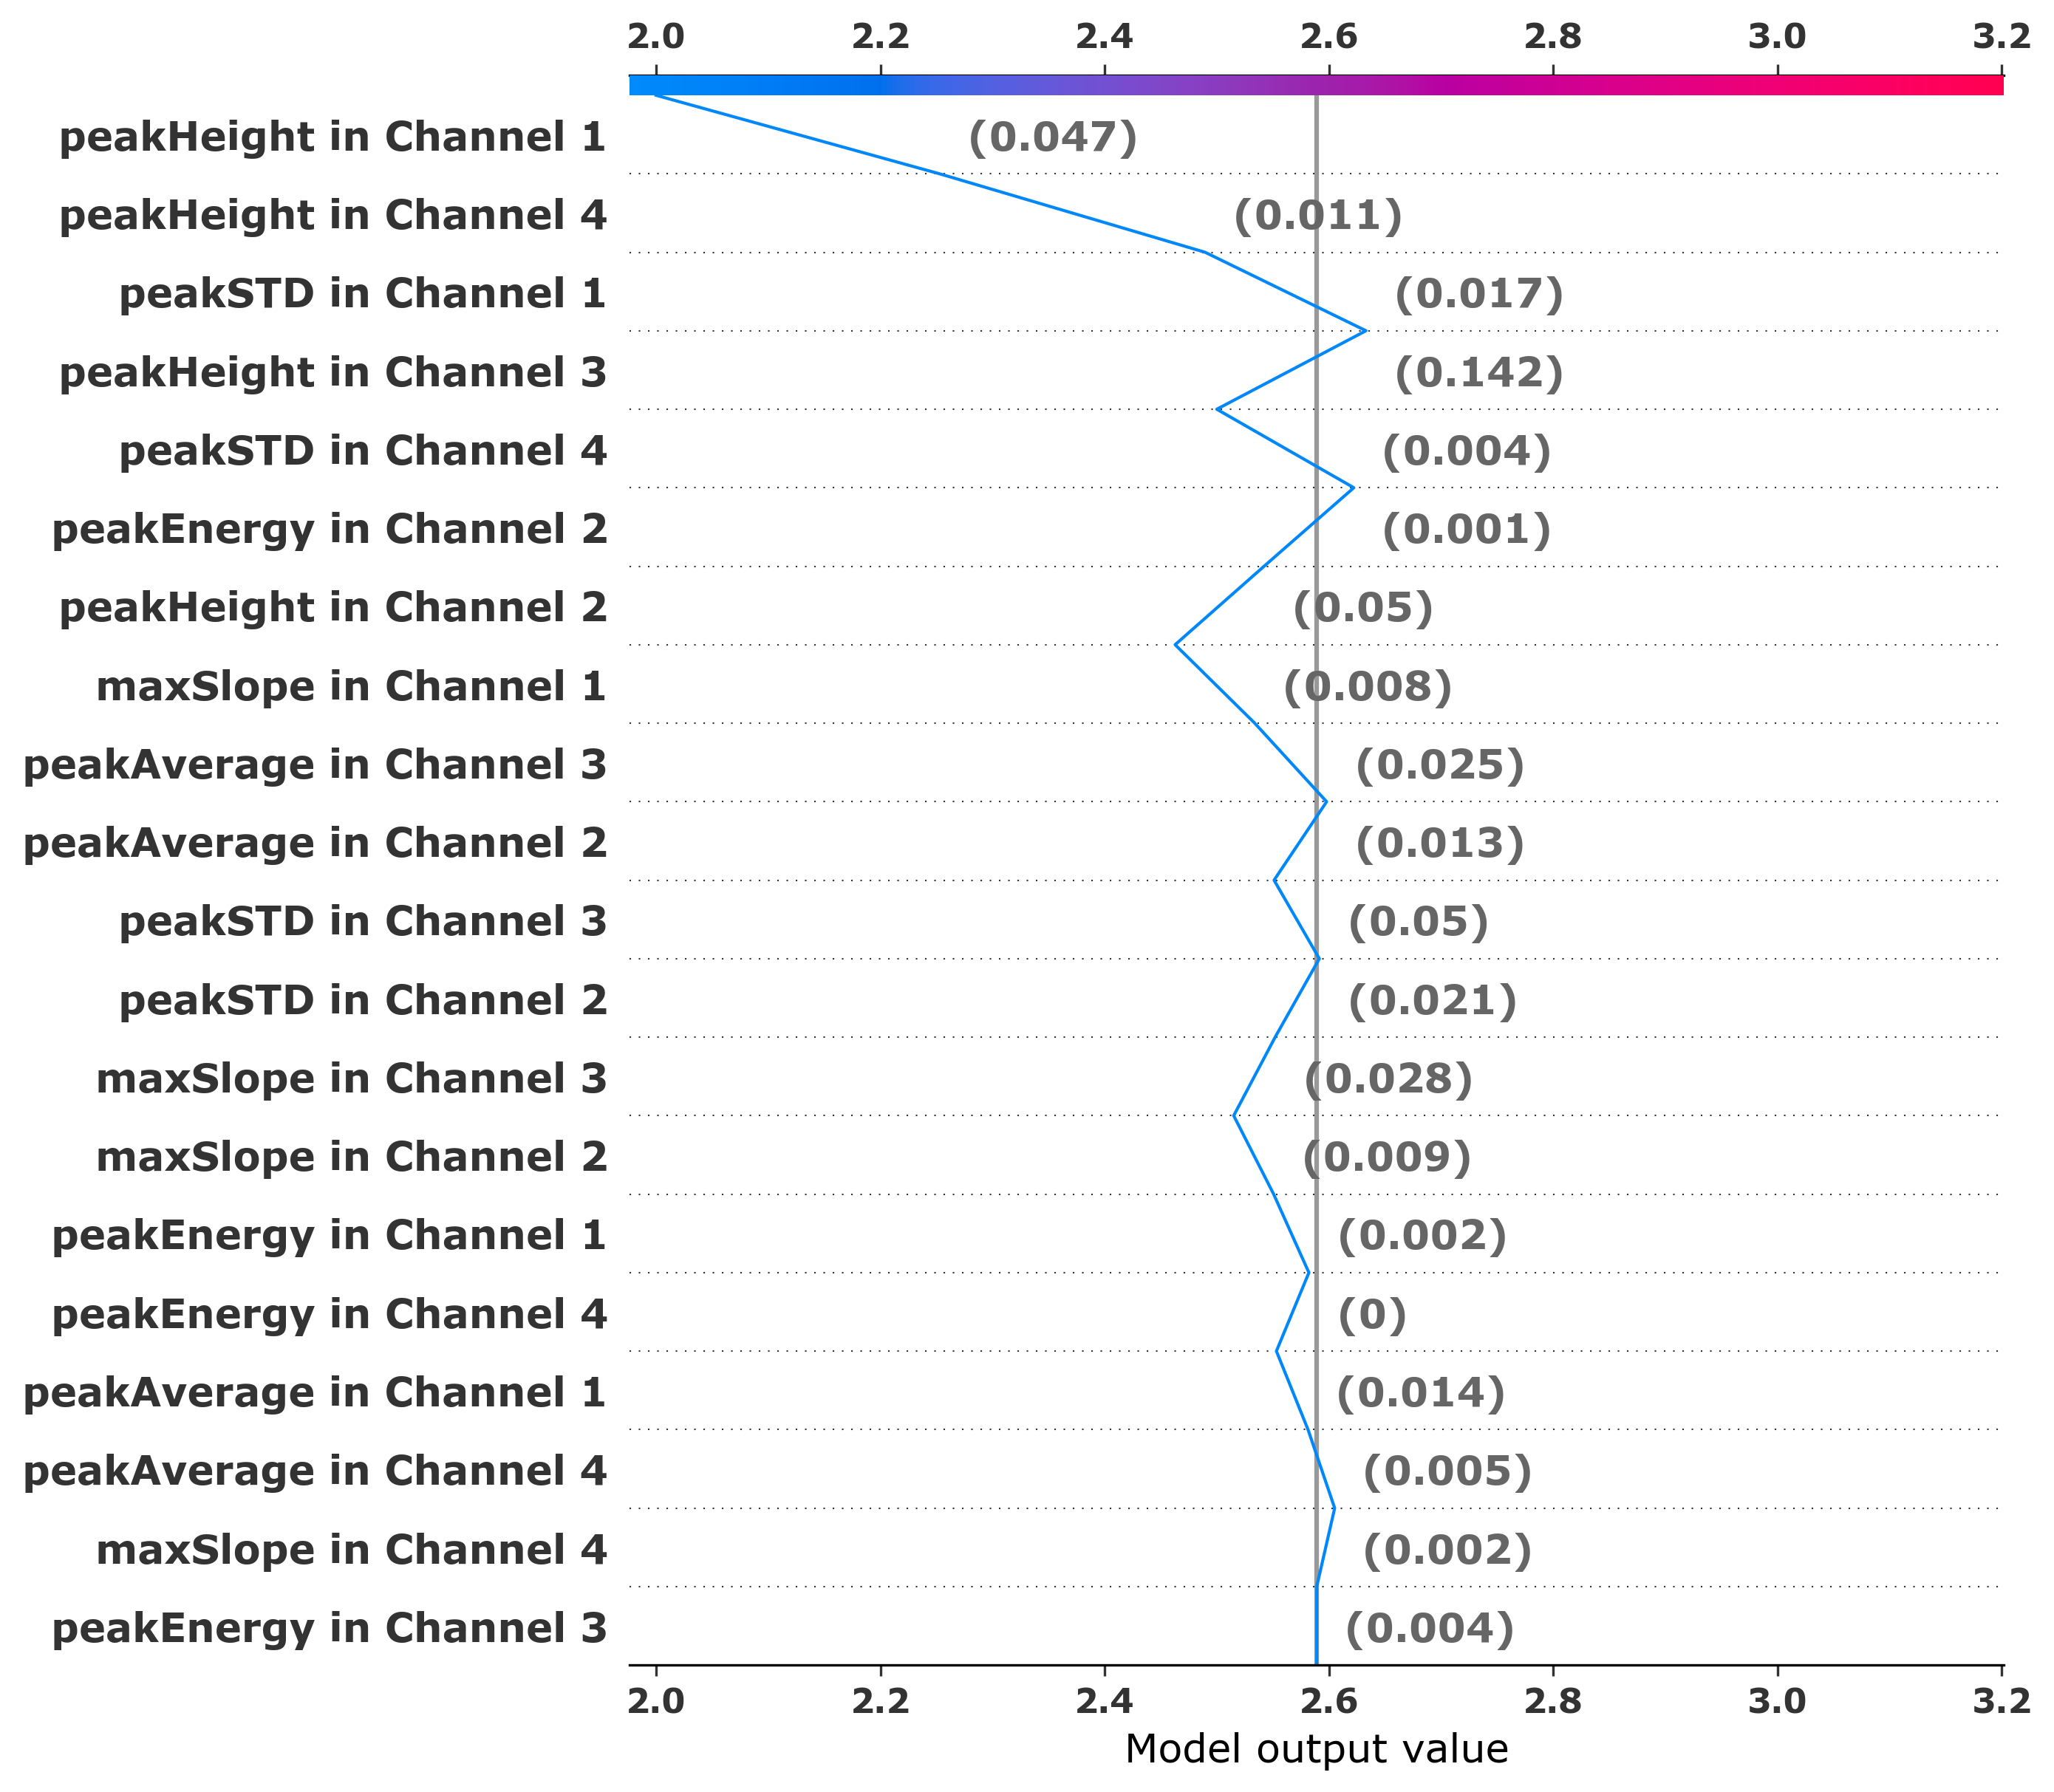 2.0 2.2 2.4 2.6 2.8 3.0 3.2
peakHeight in Channel 1 (0.047)
peakHeight in Channel 4 (0.011)
peakSTD in Channel 1 (0.017)
peakHeight in Channel 3 (0.142)
peakSTD in Channel 4 (0.004)
peakEnergy in Channel 2 (0.001)
peakHeight in Channel 2 (0.05)
maxSlope in Channel 1 (0.008)
peakAverage in Channel 3 (0.025)
peakAverage in Channel 2 (0.013)
peakSTD in Channel 3 (0.05)
peakSTD in Channel 2 (0.021)
maxSlope in Channel 3 (0.028)
maxSlope in Channel 2 (0.009)
peakEnergy in Channel 1 (0.002)
peakEnergy in Channel 4 (0)
peakAverage in Channel 1 (0.014)
peakAverage in Channel 4 (0.005)
maxSlope in Channel 4 (0.002)
peakEnergy in Channel 3 (0.004)
2.0 2.2 2.4 2.6 2.8 3.0 3.2
Model output value